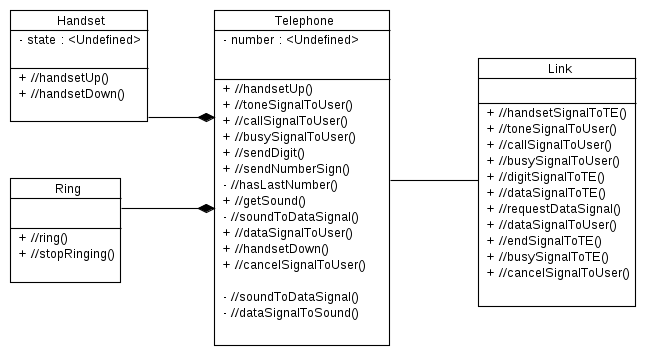 Handset
- state : <Undefined>
+ //handsetUp()
+ //handsetDown()
Ring
+ //ring()
+ //stopRinging()
Telephone
- number : <Undefined>
+ //handsetUp()
+ //toneSignalToUser()
+ //callSignalToUser()
+ //busySignalToUser()
+ //sendDigit()
+ //sendNumberSign()
- //hasLastNumber()
+ //getSound()
- //soundToDataSignal()
+ //dataSignalToUser()
+ //handsetDown()
+ //cancelSignalToUser()
- //soundToDataSignal()
- //dataSignalToSound()
Link
+ //handsetSignalToTE()
+ //toneSignalToUser()
+ //callSignalToUser()
+ //busySignalToUser()
+ //digitSignalToTE()
+ //dataSignalToTE()
+ //requestDataSignal()
+ //dataSignalToUser()
+ //endSignalToTE()
+ //busySignalToTE()
+ //cancelSignalToUser()